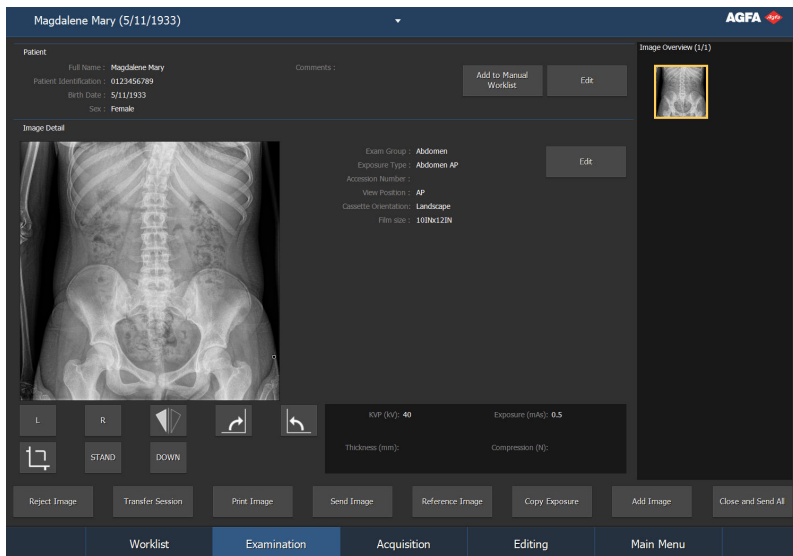 Magdalene Mary (5/11/1933)
AGFA
Patient
Full Name : Magdalene Mary
Comments :
Patient Identification : 0123456789
Birth Date : 5/11/1933
Sex : Female
Add to Manual
Worklist
Edit
Image Overview (1/1)
Image Detail
Exam Group : Abdomen
Exposure Type : Abdomen AP
Accession Number :
View Position : AP
Cassette Orientation: Landscape
Film size : 10INx12IN
Edit
L
R
STAND
DOWN
KVP (kV): 40
Exposure (mAs): 0.5
Thickness (mm):
Compression (N):
Reject Image
Transfer Session
Print Image
Send Image
Reference Image
Copy Exposure
Add Image
Close and Send All
Worklist
Examination
Acquisition
Editing
Main Menu